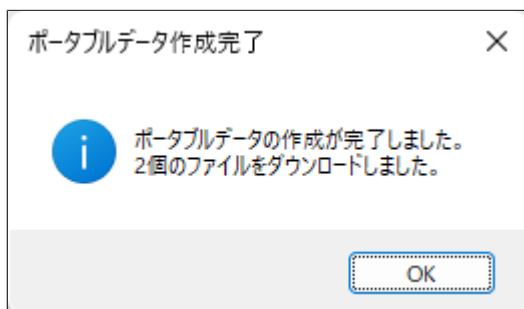 ポータブルデータ作成完了
ポータブルデータの作成が完了しました。
2個のファイルをダウンロードしました。
OK